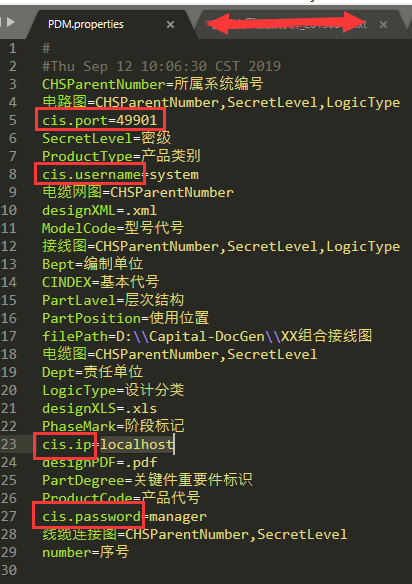 PDM.properties
xt
1 #
2 #Thu Sep 12 10:06:30 CST 2019
3 CHSParentNumber=所属系统编号
4 电路图=CHSParentNumber,SecretLevel,LogicType
5 cis.port=49901
6 SecretLevel=密级
7 ProductType=产品类别
8 cis.username=system
9 电缆网图=CHSParentNumber
10 designXML=.xml
11 ModelCode=型号代号
12 接线图=CHSParentNumber,SecretLevel,LogicType
13 Bept=编制单位
14 CINDEX=基本代号
15 PartLavel=层次结构
16 PartPosition=使用位置
17 filePath=D:\\Capital-DocGen\\XX组合接线图
18 电缆图=CHSParentNumber,SecretLevel
19 Dept=责任单位
20 LogicType=设计分类
21 designXLS=.xls
22 PhaseMark=阶段标记
23 cis.ip=localhost
24 designPDF=.pdf
25 PartDegree=关键件重要件标识
26 ProductCode=产品代号
27 cis.password=manager
28 线缆连接图=CHSParentNumber,SecretLevel
29 number=序号
30